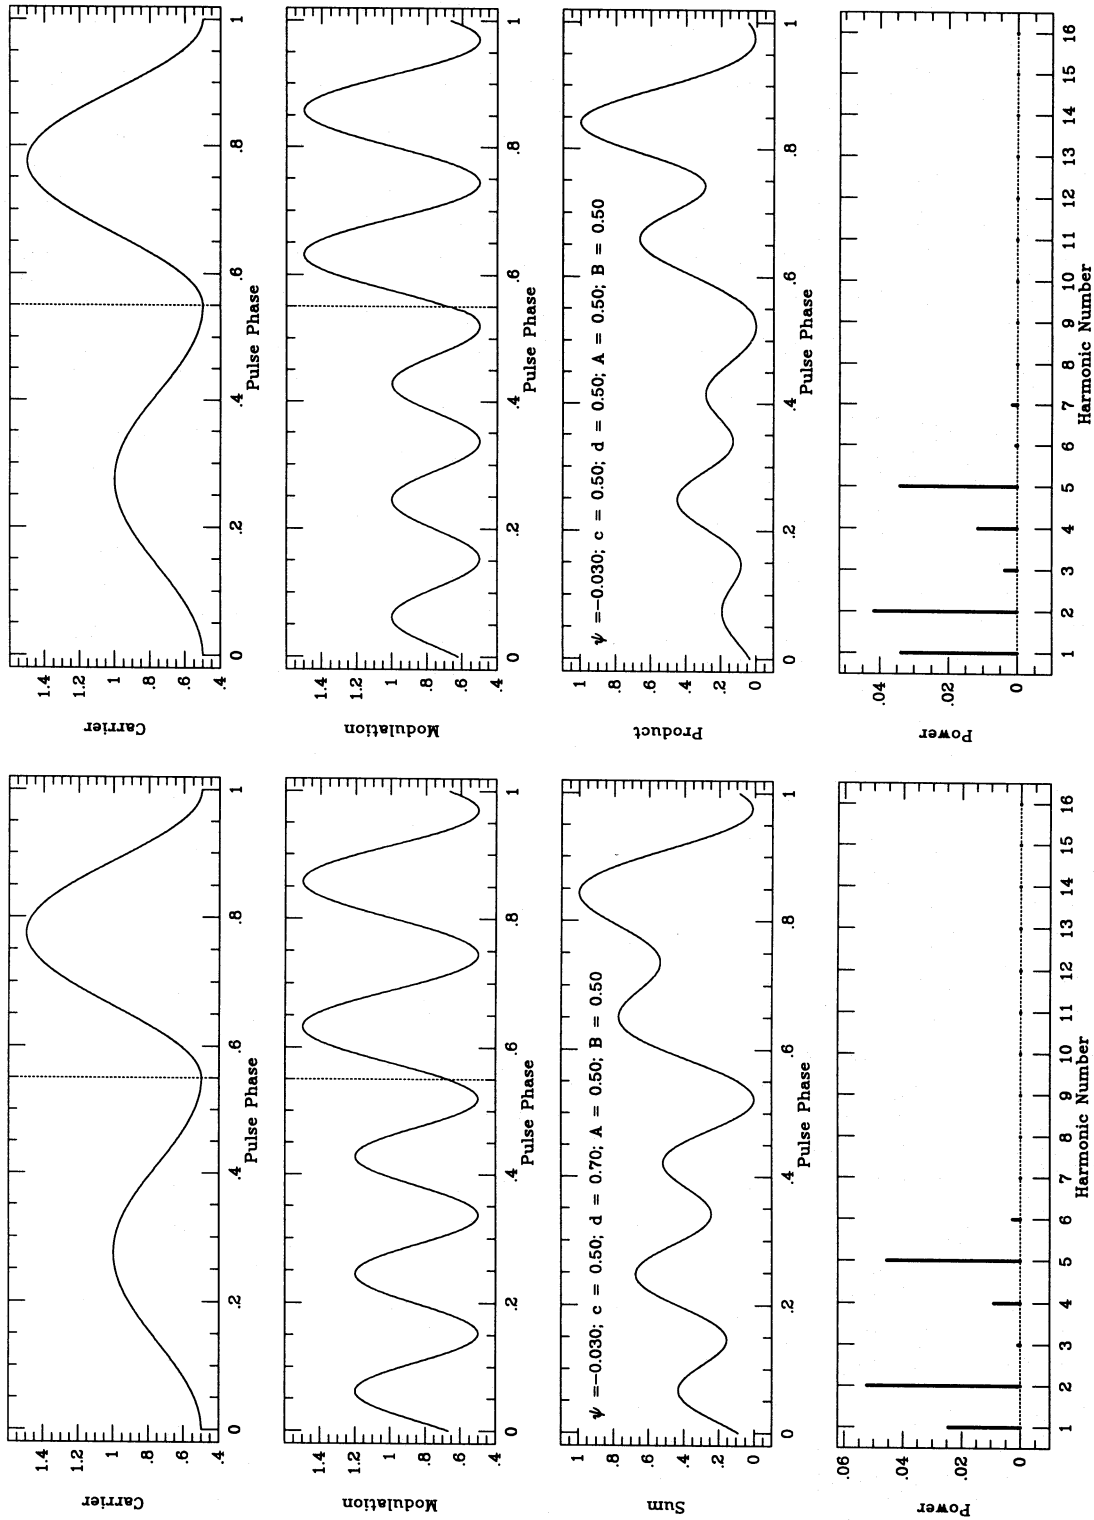 Carrier
1.4
1.2
1
.8
.6
.4
0 .2 .4 .6 .8 1
Pulse Phase
Modulation
1.4
1.2
1
.8
.6
.4
0 .2 .4 .6 .8 1
Pulse Phase
Sum
1
.8
.6
.4
.2
0
ψ =-0.030; c = 0.50; d = 0.70; A = 0.50; B = 0.50
0 .2 .4 .6 .8 1
Pulse Phase
Power
.06
.04
.02
0
1 2 3 4 5 6 7 8 9 10 11 12 13 14 15 16
Harmonic Number
Carrier
1.4
1.2
1
.8
.6
.4
0 .2 .4 .6 .8 1
Pulse Phase
Modulation
1.4
1.2
1
.8
.6
.4
0 .2 .4 .6 .8 1
Pulse Phase
Product
1
.8
.6
.4
.2
0
ψ =-0.030; c = 0.50; d = 0.50; A = 0.50; B = 0.50
0 .2 .4 .6 .8 1
Pulse Phase
Power
.04
.02
0
1 2 3 4 5 6 7 8 9 10 11 12 13 14 15 16
Harmonic Number